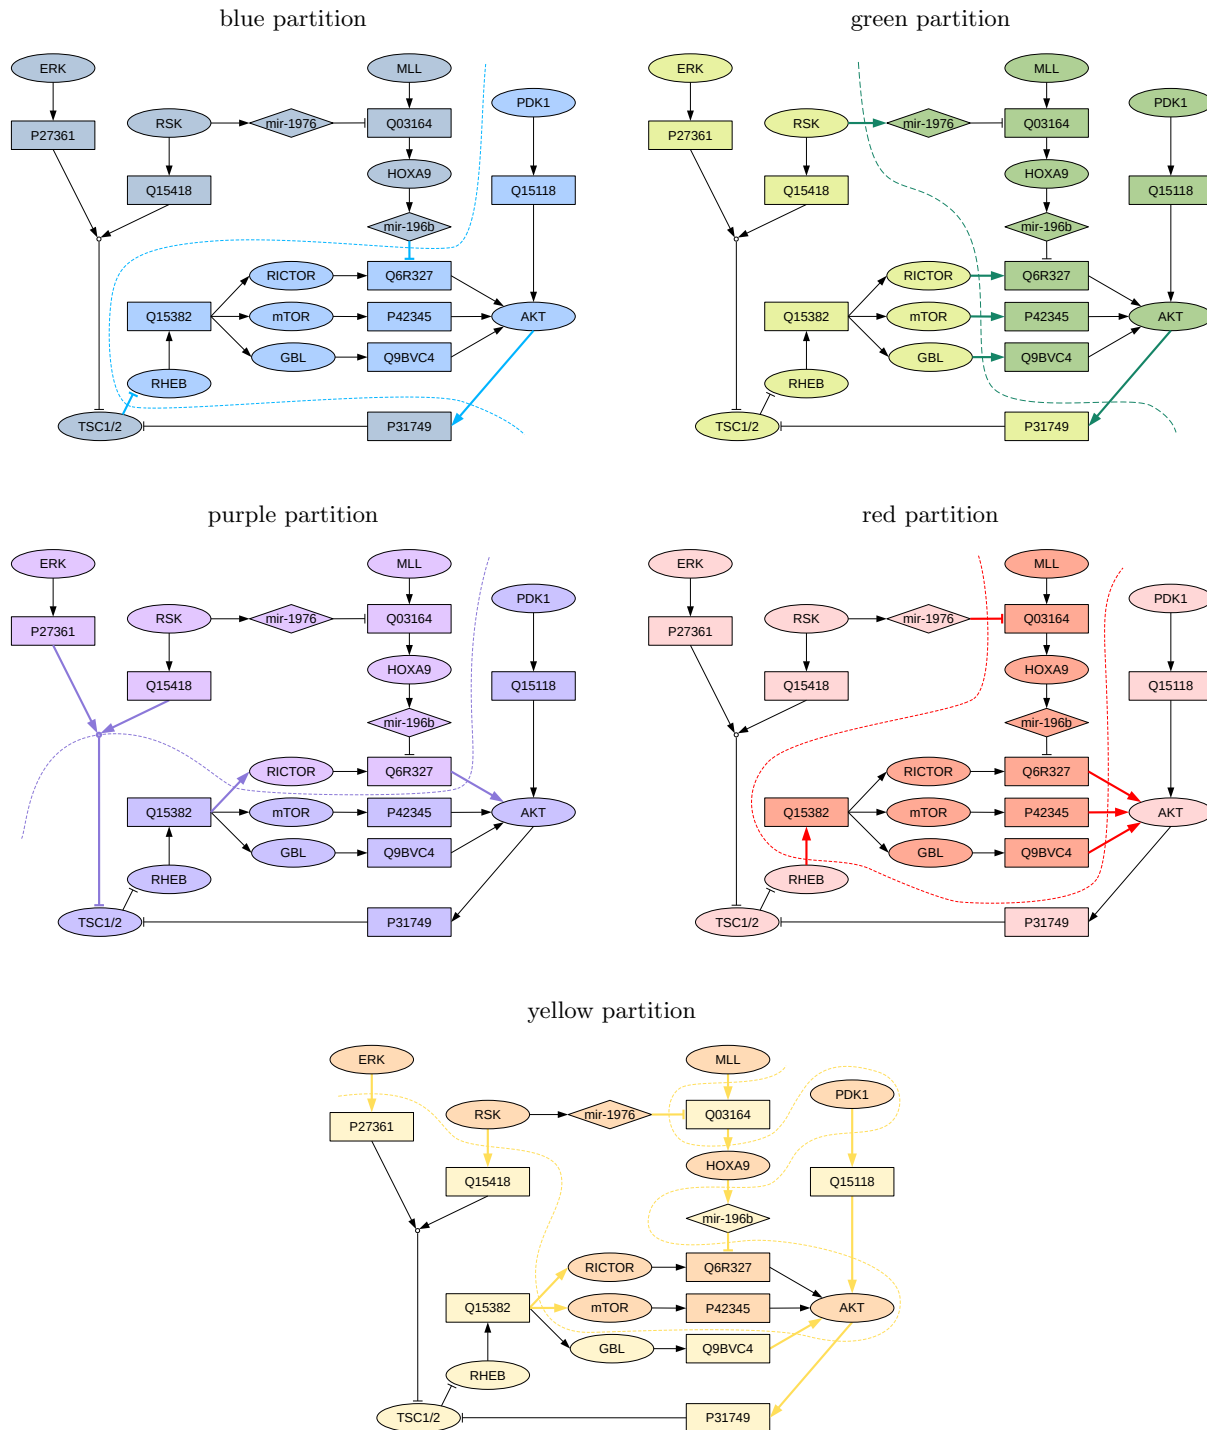 blue partition
ERK
MLL
PDK1
RSK
mir-1976
Q03164
P27361
HOXA9
Q15418
Q15118
mir-196b
RICTOR
Q6R327
Q15382
mTOR
P42345
AKT
GBL
Q9BVC4
RHEB
TSC1/2
P31749
green partition
ERK
MLL
PDK1
RSK
mir-1976
Q03164
P27361
HOXA9
Q15418
Q15118
mir-196b
RICTOR
Q6R327
Q15382
mTOR
P42345
AKT
GBL
Q9BVC4
RHEB
TSC1/2
P31749
purple partition
ERK
MLL
PDK1
RSK
mir-1976
Q03164
P27361
HOXA9
Q15418
Q15118
mir-196b
RICTOR
Q6R327
Q15382
mTOR
P42345
AKT
GBL
Q9BVC4
RHEB
TSC1/2
P31749
red partition
ERK
MLL
PDK1
RSK
mir-1976
Q03164
P27361
HOXA9
Q15418
Q15118
mir-196b
RICTOR
Q6R327
Q15382
mTOR
P42345
AKT
GBL
Q9BVC4
RHEB
TSC1/2
P31749
yellow partition
ERK
MLL
PDK1
RSK
mir-1976
Q03164
P27361
HOXA9
Q15418
Q15118
mir-196b
RICTOR
Q6R327
Q15382
mTOR
P42345
AKT
GBL
Q9BVC4
RHEB
TSC1/2
P31749